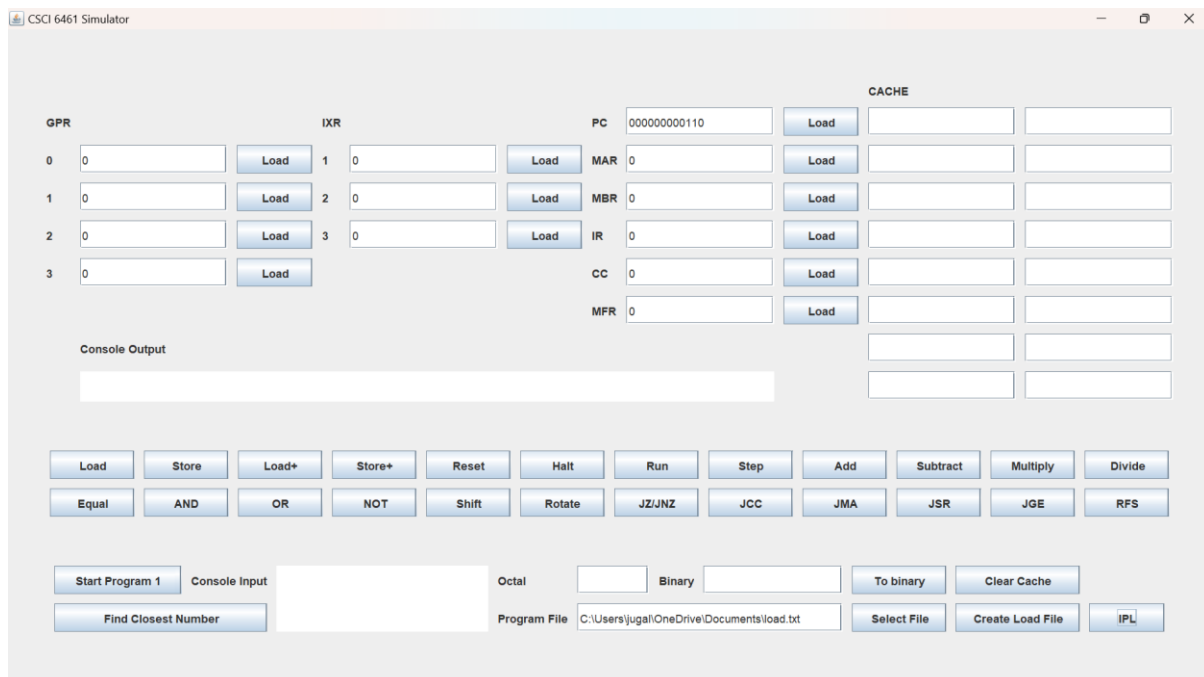 CSCI 6461 Simulator
CACHE
GPR IXR PC 000000000110 Load
0 0 Load 1 0 Load MAR 0 Load
1 0 Load 2 0 Load MBR 0 Load
2 0 Load 3 0 Load IR 0 Load
3 0 Load CC 0 Load
MFR 0 Load
Console Output
Load Store Load+ Store+ Reset Halt Run Step Add Subtract Multiply Divide
Equal AND OR NOT Shift Rotate JZ/JNZ JCC JMA JSR JGE RFS
Start Program 1 Console Input Octal Binary To binary Clear Cache
Find Closest Number Program File C:\Users\jugal\OneDrive\Documents\load.txt Select File Create Load File IPL